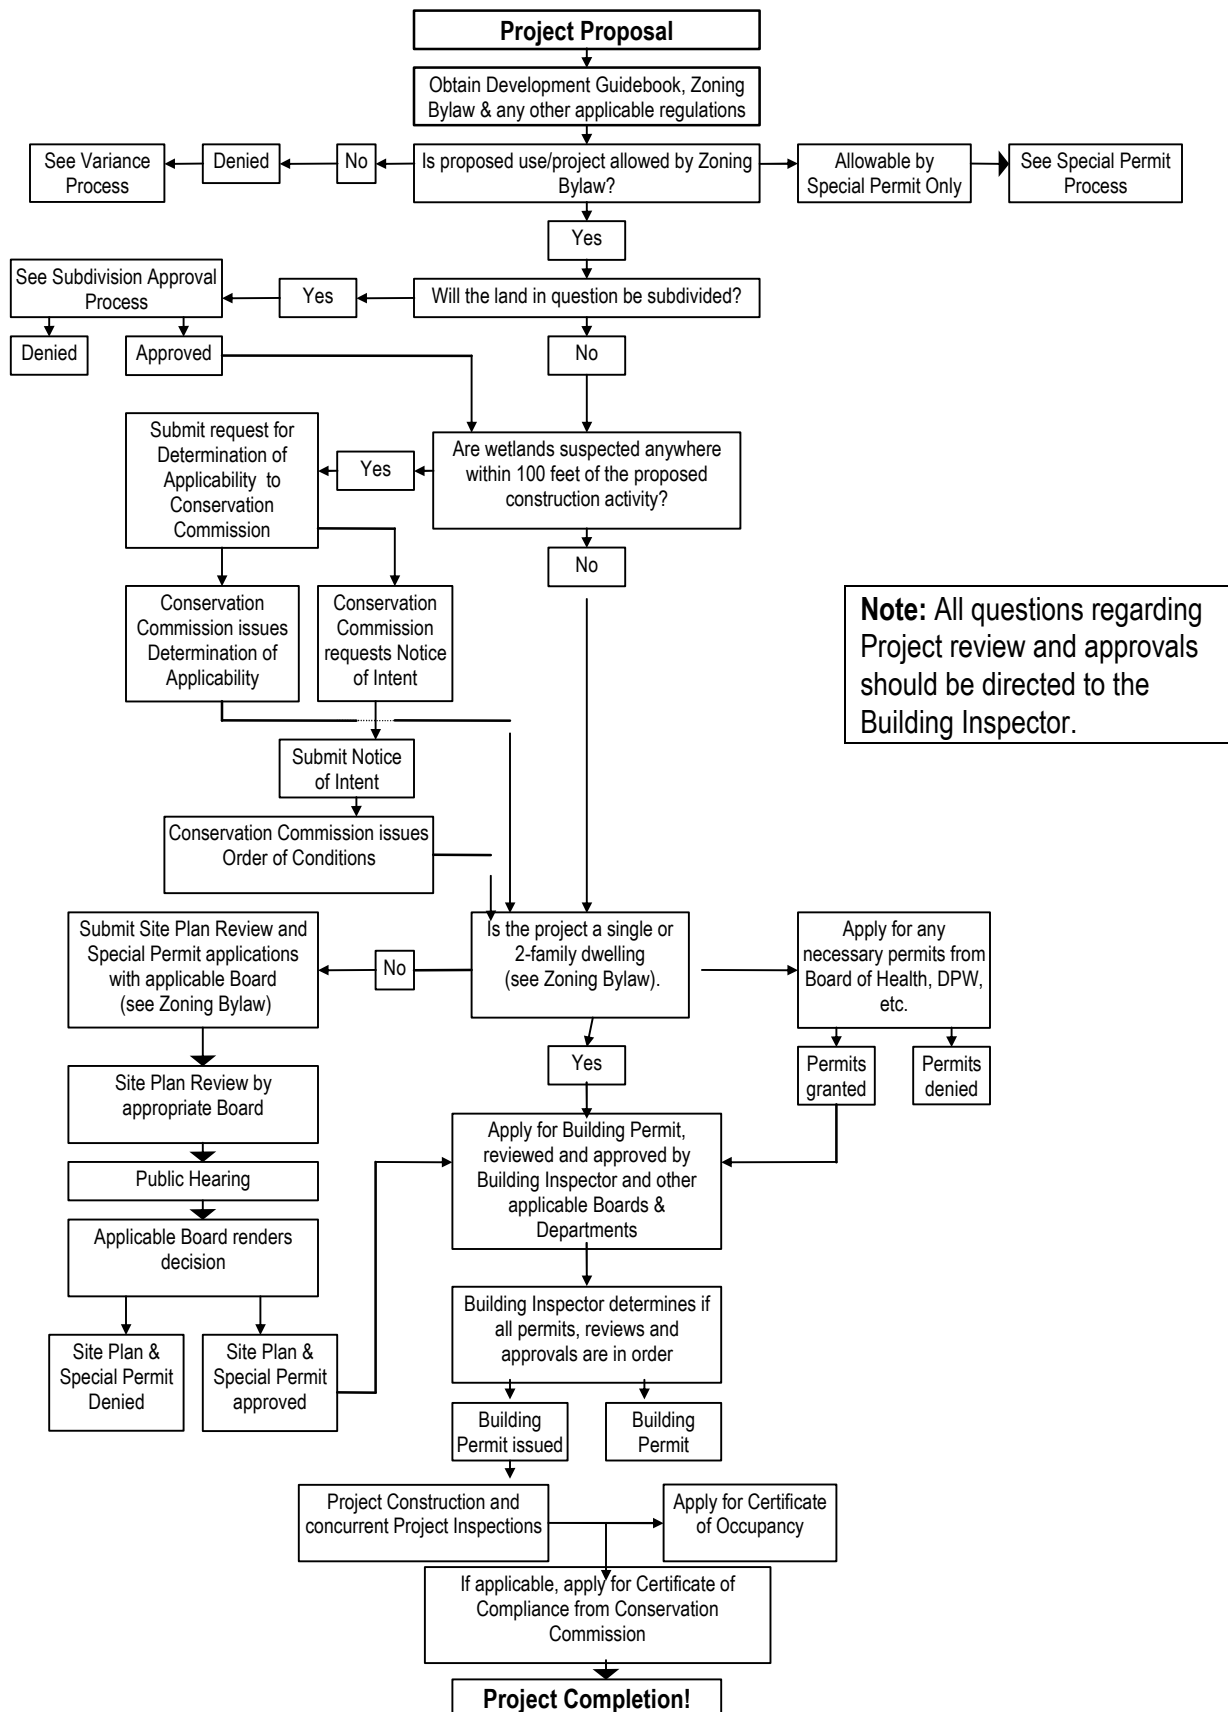 Project Proposal
Obtain Development Guidebook, Zoning
Bylaw & any other applicable regulations
See Variance
Process
Denied
No
Is proposed use/project allowed by Zoning
Bylaw?
Allowable by
Special Permit Only
See Special Permit
Process
Yes
See Subdivision Approval
Process
Yes
Will the land in question be subdivided?
Denied
Approved
No
Submit request for
Determination of
Applicability to
Conservation
Commission
Yes
Are wetlands suspected anywhere
within 100 feet of the proposed
construction activity?
No
Conservation
Commission issues
Determination of
Applicability
Conservation
Commission
requests Notice
of Intent
Note: All questions regarding
Project review and approvals
should be directed to the
Building Inspector.
Submit Notice
of Intent
Conservation Commission issues
Order of Conditions
Submit Site Plan Review and
Special Permit applications
with applicable Board
(see Zoning Bylaw)
No
Is the project a single or
2-family dwelling
(see Zoning Bylaw).
Apply for any
necessary permits from
Board of Health, DPW,
etc.
Yes
Permits
granted
Permits
denied
Site Plan Review by
appropriate Board
Apply for Building Permit,
reviewed and approved by
Building Inspector and other
applicable Boards &
Departments
Public Hearing
Applicable Board renders
decision
Building Inspector determines if
all permits, reviews and
approvals are in order
Site Plan &
Special Permit
Denied
Site Plan &
Special Permit
approved
Building
Permit issued
Building
Permit
Project Construction and
concurrent Project Inspections
Apply for Certificate
of Occupancy
If applicable, apply for Certificate of
Compliance from Conservation
Commission
Project Completion!